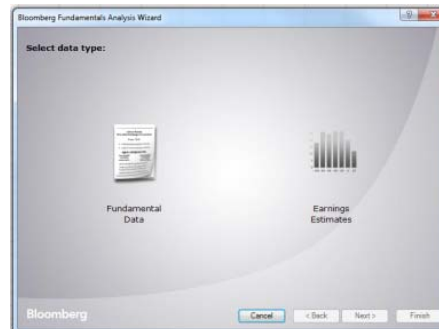 Bloomberg Fundamentals Analysis Wizard
Select data type:
Fundamental
Data
Earnings
Estimates
Bloomberg
Cancel
< Back
Next >
Finish